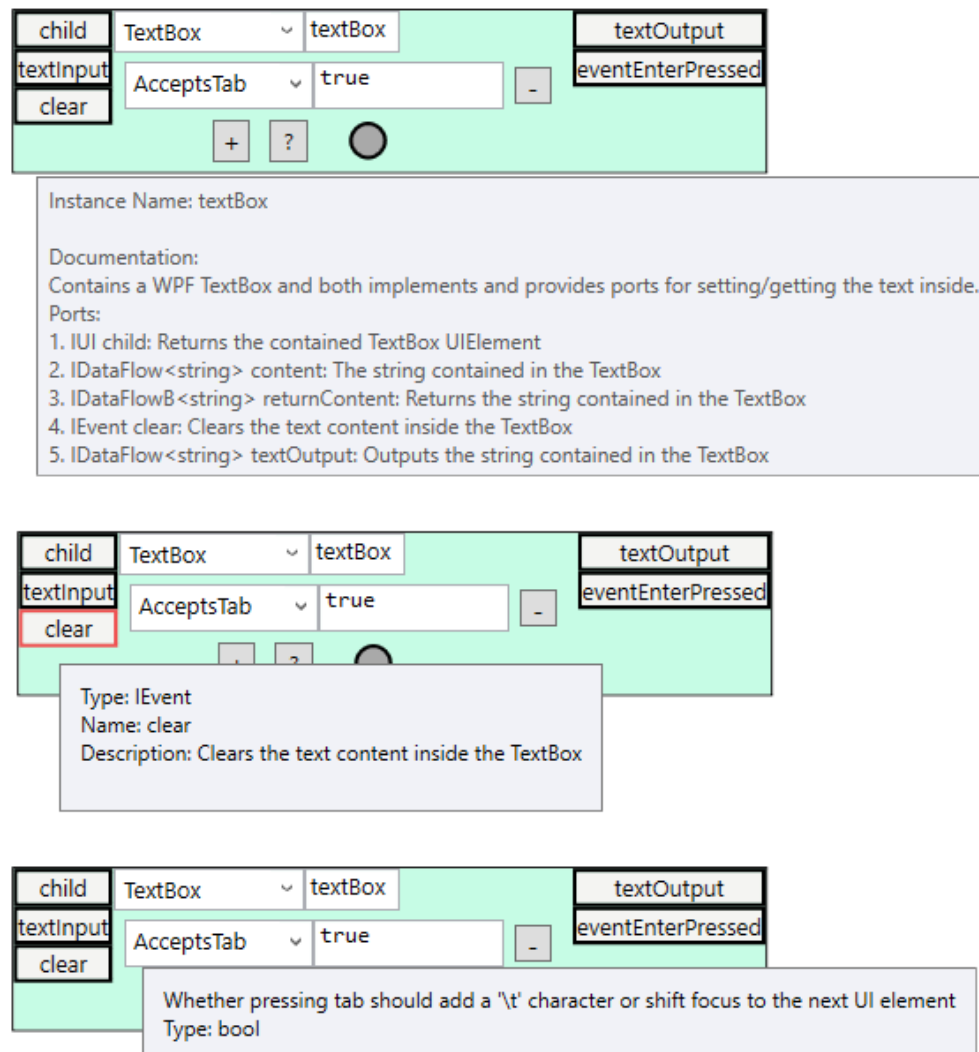 child TextBox textBox textOutput
textInput AcceptsTab true - eventEnterPressed
clear
+ ?
Instance Name: textBox
Documentation:
Contains a WPF TextBox and both implements and provides ports for setting/getting the text inside.
Ports:
1. IUI child: Returns the contained TextBox UIElement
2. IDataFlow<string> content: The string contained in the TextBox
3. IDataFlowB<string> returnContent: Returns the string contained in the TextBox
4. IEvent clear: Clears the text content inside the TextBox
5. IDataFlow<string> textOutput: Outputs the string contained in the TextBox
child TextBox textBox textOutput
textInput AcceptsTab true - eventEnterPressed
clear
+ ?
Type: IEvent
Name: clear
Description: Clears the text content inside the TextBox
child TextBox textBox textOutput
textInput AcceptsTab true - eventEnterPressed
clear
Whether pressing tab should add a '\t' character or shift focus to the next UI element
Type: bool